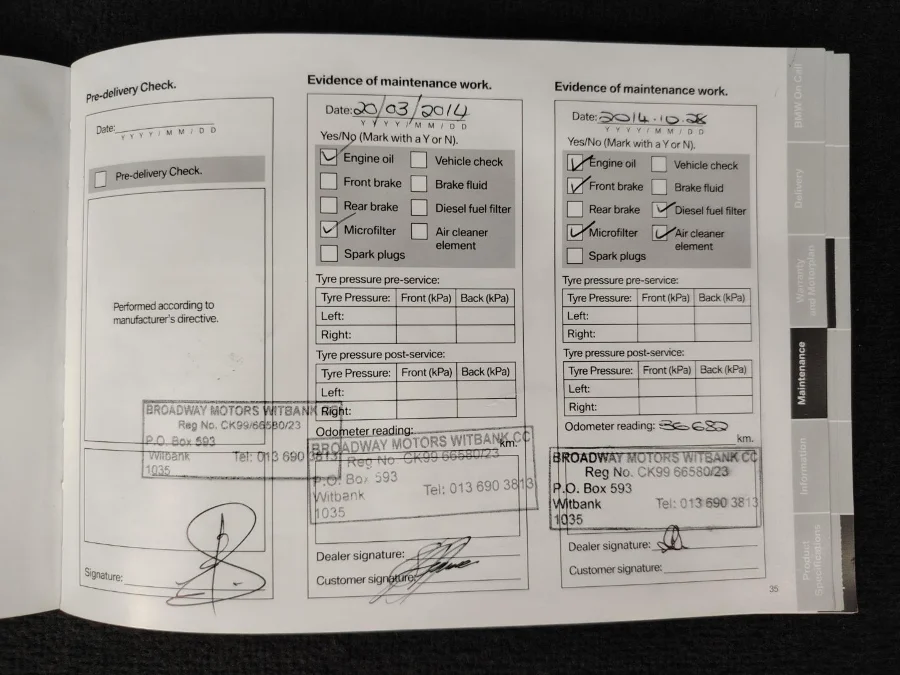 Pre-delivery Check.
Date:
Y Y Y Y / M M / D D
Pre-delivery Check.
Performed according to
manufacturer's directive.
BROADWAY MOTORS WITBANK
Reg No. CK99/66580/23
P.O. Box 593
Witbank Tel: 013 690 3813
1035
Signature:
Evidence of maintenance work.
Date: 20/03/2014
Y Y Y Y / M M / D D
Yes/No (Mark with a Y or N).
Engine oil Vehicle check
Front brake Brake fluid
Rear brake Diesel fuel filter
Microfilter Air cleaner
element
Spark plugs
Tyre pressure pre-service:
Tyre Pressure: Front (kPa) Back (kPa)
Left:
Right:
Tyre pressure post-service:
Tyre Pressure: Front (kPa) Back (kPa)
Left:
Right:
Odometer reading:
km.
BROADWAY MOTORS WITBANK CC
Reg No. CK99 66580/23
P.O. Box 593
Witbank Tel: 013 690 3813
1035
Dealer signature:
Customer signature:
Evidence of maintenance work.
Date: 2014.10.28
Y Y Y Y / M M / D D
Yes/No (Mark with a Y or N).
Engine oil Vehicle check
Front brake Brake fluid
Rear brake Diesel fuel filter
Microfilter Air cleaner
element
Spark plugs
Tyre pressure pre-service:
Tyre Pressure: Front (kPa) Back (kPa)
Left:
Right:
Tyre pressure post-service:
Tyre Pressure: Front (kPa) Back (kPa)
Left:
Right:
Odometer reading: 36682
km.
BROADWAY MOTORS WITBANK CC
Reg No. CK99 66580/23
P.O. Box 593
Witbank Tel: 013 690 3813
1035
Dealer signature:
Customer signature:
35
BMW On Call
Delivery
Warranty
and Motorplan
Maintenance
Information
Product
Specifications